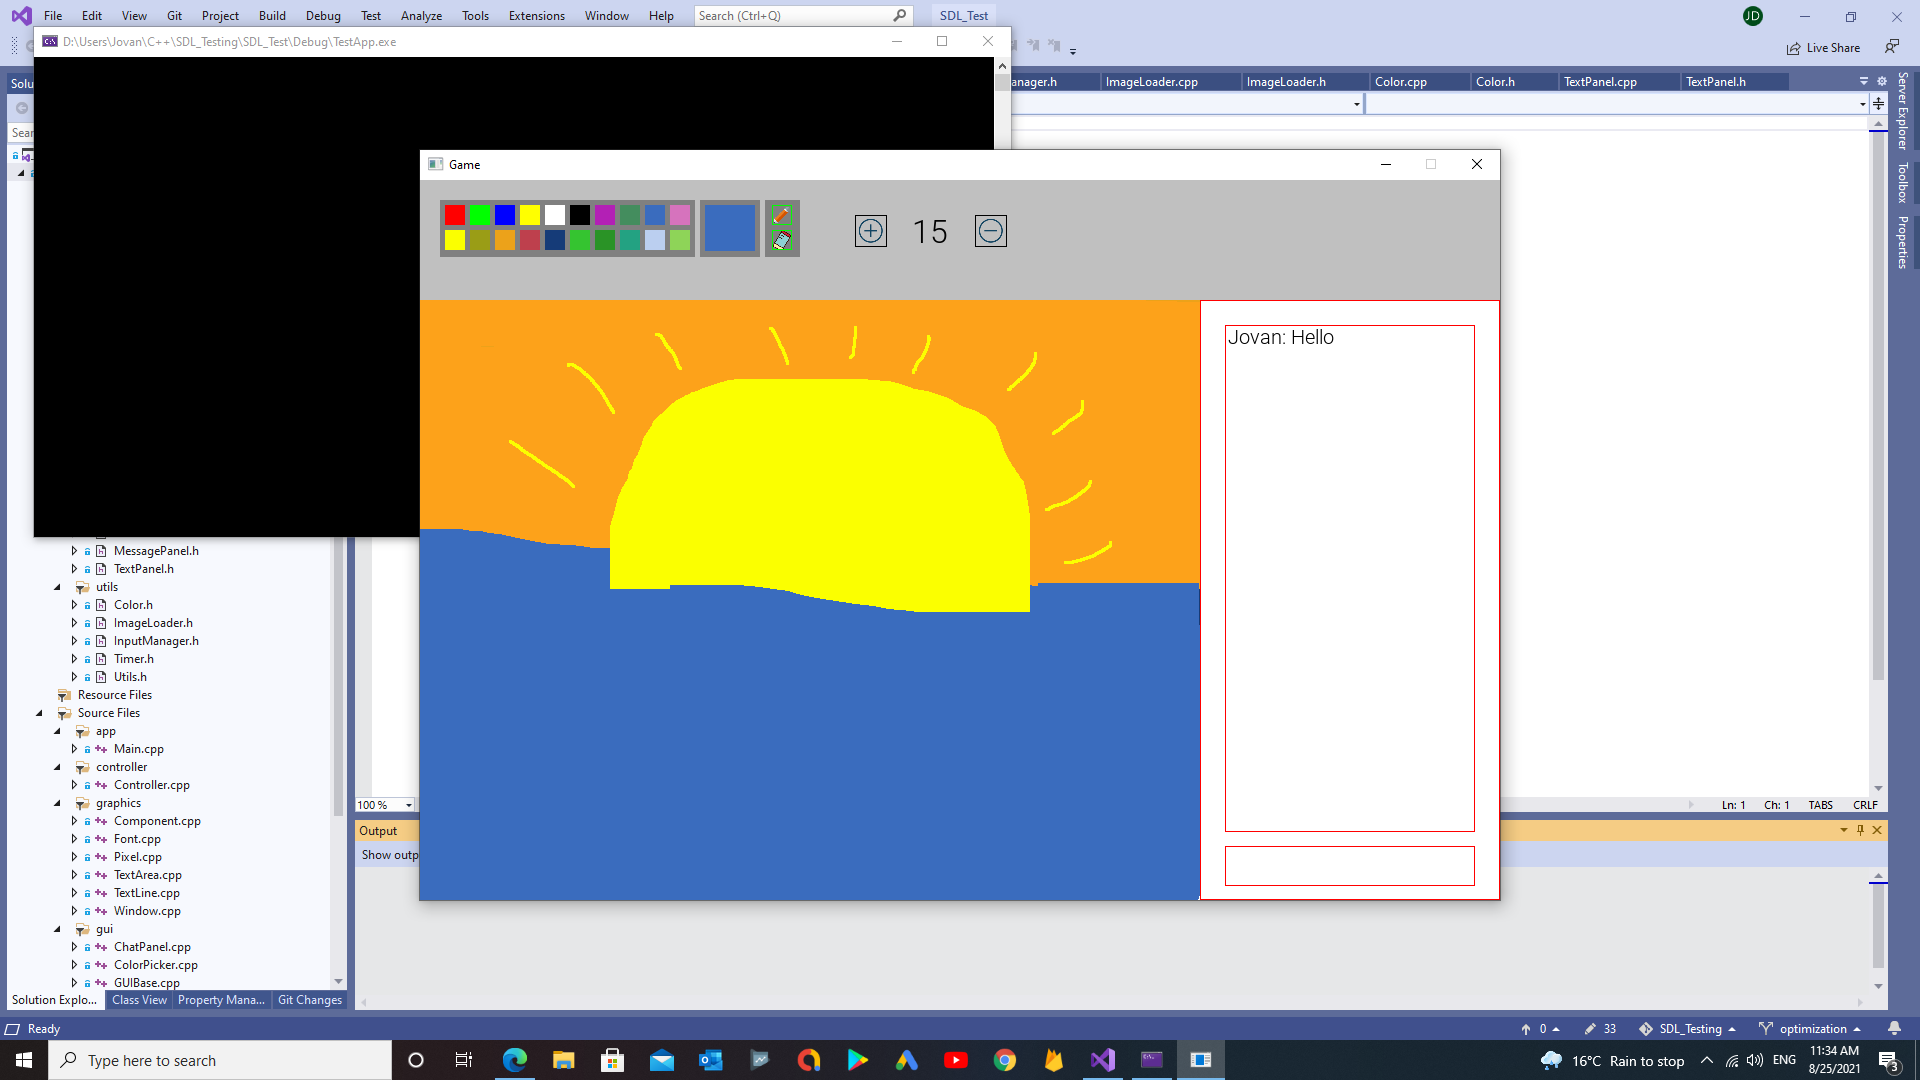 File Edit View Git Project Build Debug Test Analyze Tools Extensions Window Help Search (Ctrl+Q) SDL_Test JD
D:\Users\Jovan\C++\SDL_Testing\SDL_Test\Debug\TestApp.exe
Live Share
ImageLoader.cpp ImageLoader.h Color.cpp Color.h TextPanel.cpp TextPanel.h
Server Explorer
Toolbox
Properties
Game
15
Jovan: Hello
MessagePanel.h
TextPanel.h
utils
Color.h
ImageLoader.h
InputManager.h
Timer.h
Utils.h
Resource Files
Source Files
app
Main.cpp
controller
Controller.cpp
graphics
Component.cpp
Font.cpp
Pixel.cpp
TextArea.cpp
TextLine.cpp
Window.cpp
gui
ChatPanel.cpp
ColorPicker.cpp
GUIBase.cpp
Solution Explo... Class View Property Mana... Git Changes
100 % Ln: 1 Ch: 1 TABS CRLF
Output
Show outp
Ready 0 33 SDL_Testing optimization
Type here to search 16°C Rain to stop ENG 11:34 AM
8/25/2021 3